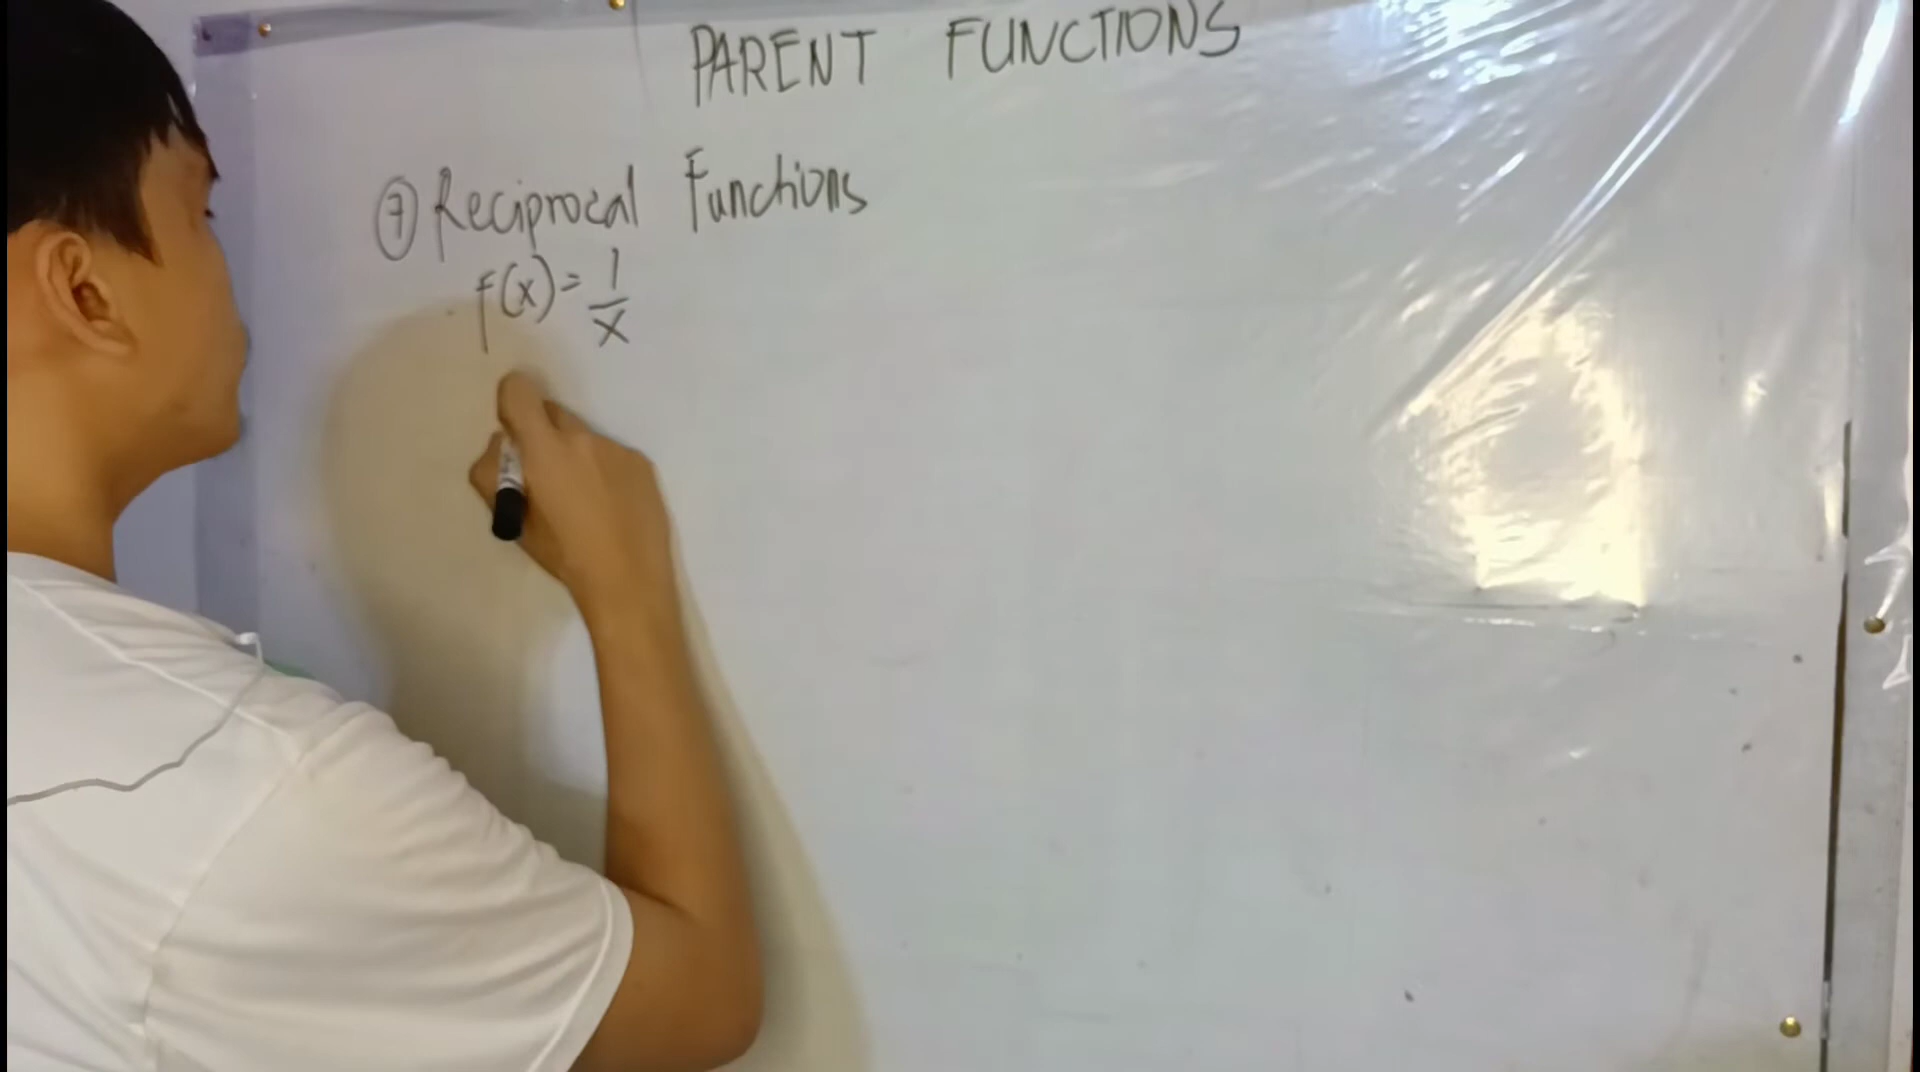 PARENT FUNCTIONS
⑦ Reciprocal Functions
f(x) = 1/x